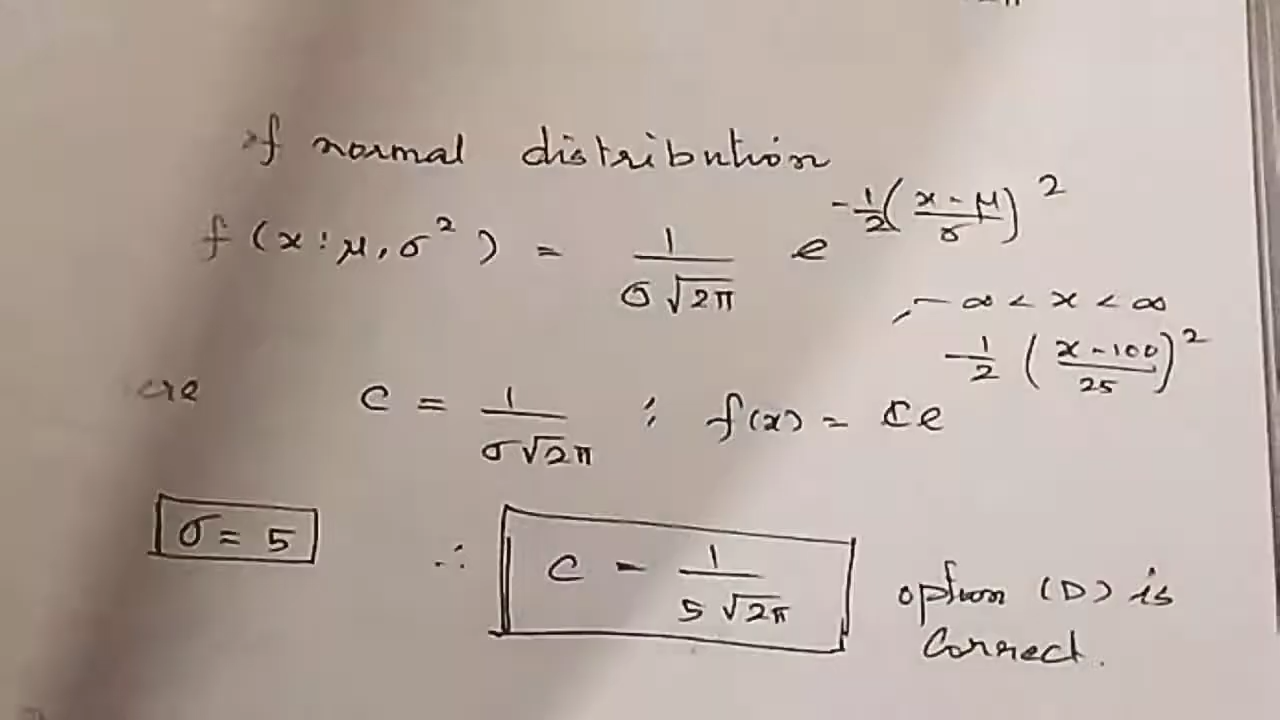 of normal distribution
f(x:μ,σ²) = 1/(σ√2π) e^(-1/2((x-μ)/σ)²)
, -∞ < x < ∞
c = 1/(σ√2π) ; f(x) = ce^(-1/2((x-100)/25)²)
σ = 5 ∴ c - 1/(5√2π) option (D) is
correct.